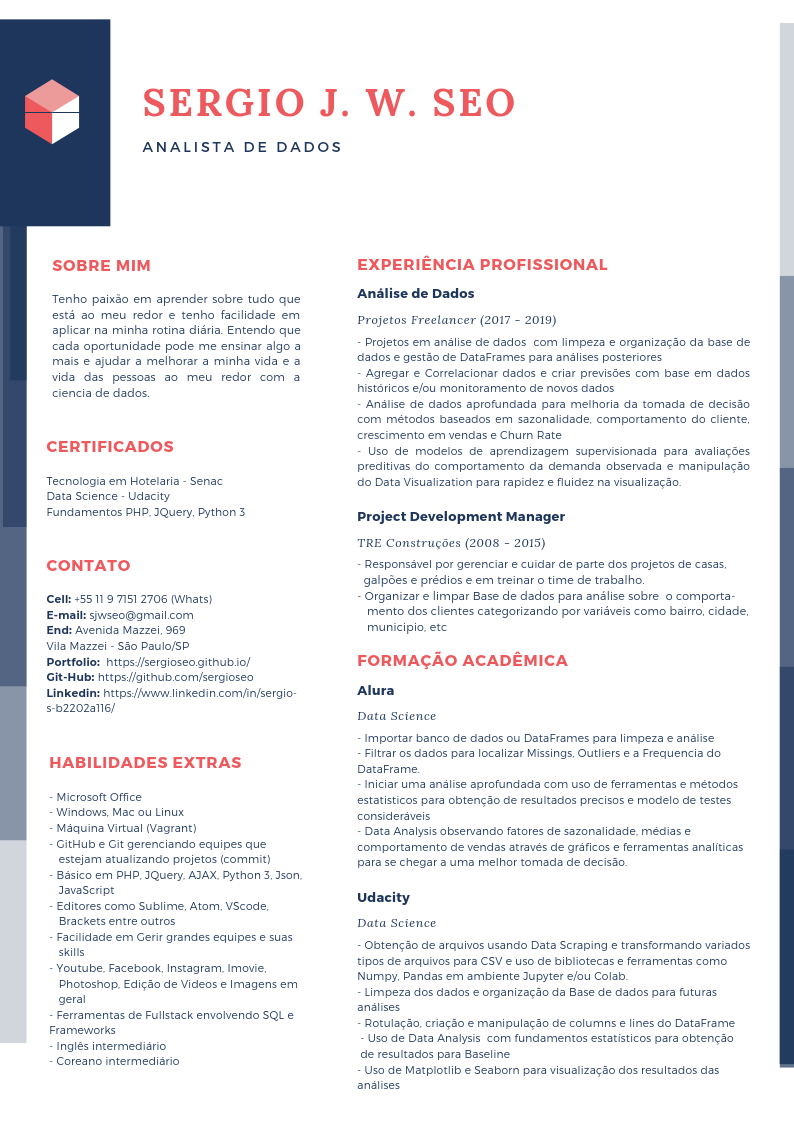 SERGIO J. W. SEO
ANALISTA DE DADOS
SOBRE MIM
Tenho paixão em aprender sobre tudo que
está ao meu redor e tenho facilidade em
aplicar na minha rotina diária. Entendo que
cada oportunidade pode me ensinar algo a
mais e ajudar a melhorar a minha vida e a
vida das pessoas ao meu redor com a
ciencia de dados.
CERTIFICADOS
Tecnologia em Hotelaria - Senac
Data Science - Udacity
Fundamentos PHP, JQuery, Python 3
CONTATO
Cell: +55 11 9 7151 2706 (Whats)
E-mail: sjwseo@gmail.com
End: Avenida Mazzei, 969
Vila Mazzei - São Paulo/SP
Portfolio:  https://sergioseo.github.io/
Git-Hub: https://github.com/sergioseo
Linkedin: https://www.linkedin.com/in/sergio-
s-b2202a116/
HABILIDADES EXTRAS
- Microsoft Office
- Windows, Mac ou Linux
- Máquina Virtual (Vagrant)
- GitHub e Git gerenciando equipes que
estejam atualizando projetos (commit)
- Básico em PHP, JQuery, AJAX, Python 3, Json,
JavaScript
- Editores como Sublime, Atom, VScode,
Brackets entre outros
- Facilidade em Gerir grandes equipes e suas
skills
- Youtube, Facebook, Instagram, Imovie,
Photoshop, Edição de Videos e Imagens em
geral
- Ferramentas de Fullstack envolvendo SQL e
Frameworks
- Inglês intermediário
- Coreano intermediário
EXPERIÊNCIA PROFISSIONAL
Análise de Dados
Projetos Freelancer (2017 - 2019)
- Projetos em análise de dados  com limpeza e organização da base de
dados e gestão de DataFrames para análises posteriores
- Agregar e Correlacionar dados e criar previsões com base em dados
históricos e/ou monitoramento de novos dados
- Análise de dados aprofundada para melhoria da tomada de decisão
com métodos baseados em sazonalidade, comportamento do cliente,
crescimento em vendas e Churn Rate
- Uso de modelos de aprendizagem supervisionada para avaliações
preditivas do comportamento da demanda observada e manipulação
do Data Visualization para rapidez e fluidez na visualização.
Project Development Manager
TRE Construções (2008 - 2015)
- Responsável por gerenciar e cuidar de parte dos projetos de casas,
galpões e prédios e em treinar o time de trabalho.
- Organizar e limpar Base de dados para análise sobre  o comporta-
mento dos clientes categorizando por variáveis como bairro, cidade,
municipio, etc
FORMAÇÃO ACADÊMICA
Alura
Data Science
- Importar banco de dados ou DataFrames para limpeza e análise
- Filtrar os dados para localizar Missings, Outliers e a Frequencia do
DataFrame.
- Iniciar uma análise aprofundada com uso de ferramentas e métodos
estatisticos para obtenção de resultados precisos e modelo de testes
consideráveis
- Data Analysis observando fatores de sazonalidade, médias e
comportamento de vendas através de gráficos e ferramentas analíticas
para se chegar a uma melhor tomada de decisão.
Udacity
Data Science
- Obtenção de arquivos usando Data Scraping e transformando variados
tipos de arquivos para CSV e uso de bibliotecas e ferramentas como
Numpy, Pandas em ambiente Jupyter e/ou Colab.
- Limpeza dos dados e organização da Base de dados para futuras
análises
- Rotulação, criação e manipulação de columns e lines do DataFrame
- Uso de Data Analysis  com fundamentos estatísticos para obtenção
de resultados para Baseline
- Uso de Matplotlib e Seaborn para visualização dos resultados das
análises